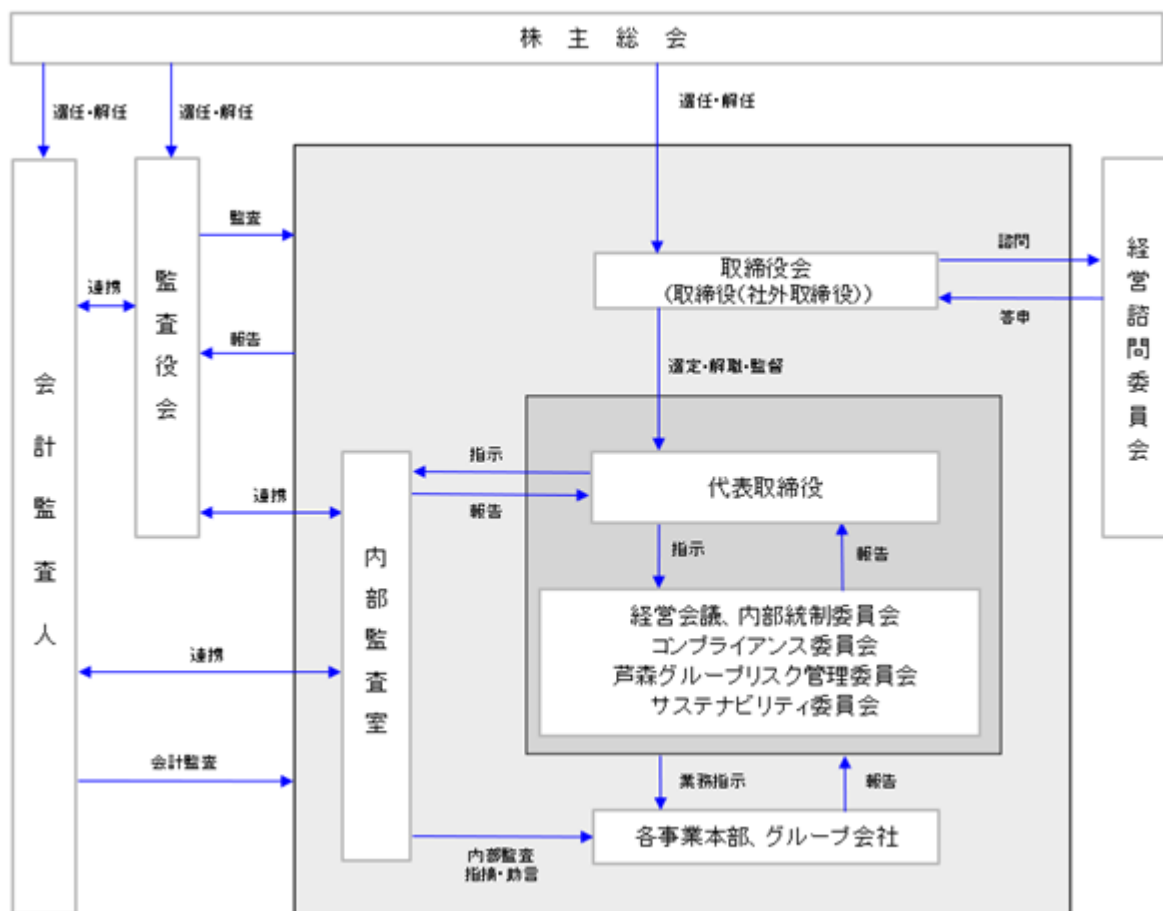 株主総会
選任・解任
選任・解任
選任・解任
会計監査人
監査役会
連携
監査
報告
連携
連携
会計監査
取締役会
(取締役(社外取締役))
諮問
答申
経営諮問委員会
選定・解職・監督
内部監査室
指示
報告
代表取締役
指示
報告
経営会議、内部統制委員会
コンプライアンス委員会
芦森グループリスク管理委員会
サステナビリティ委員会
業務指示
報告
内部監査
指摘・助言
各事業本部、グループ会社